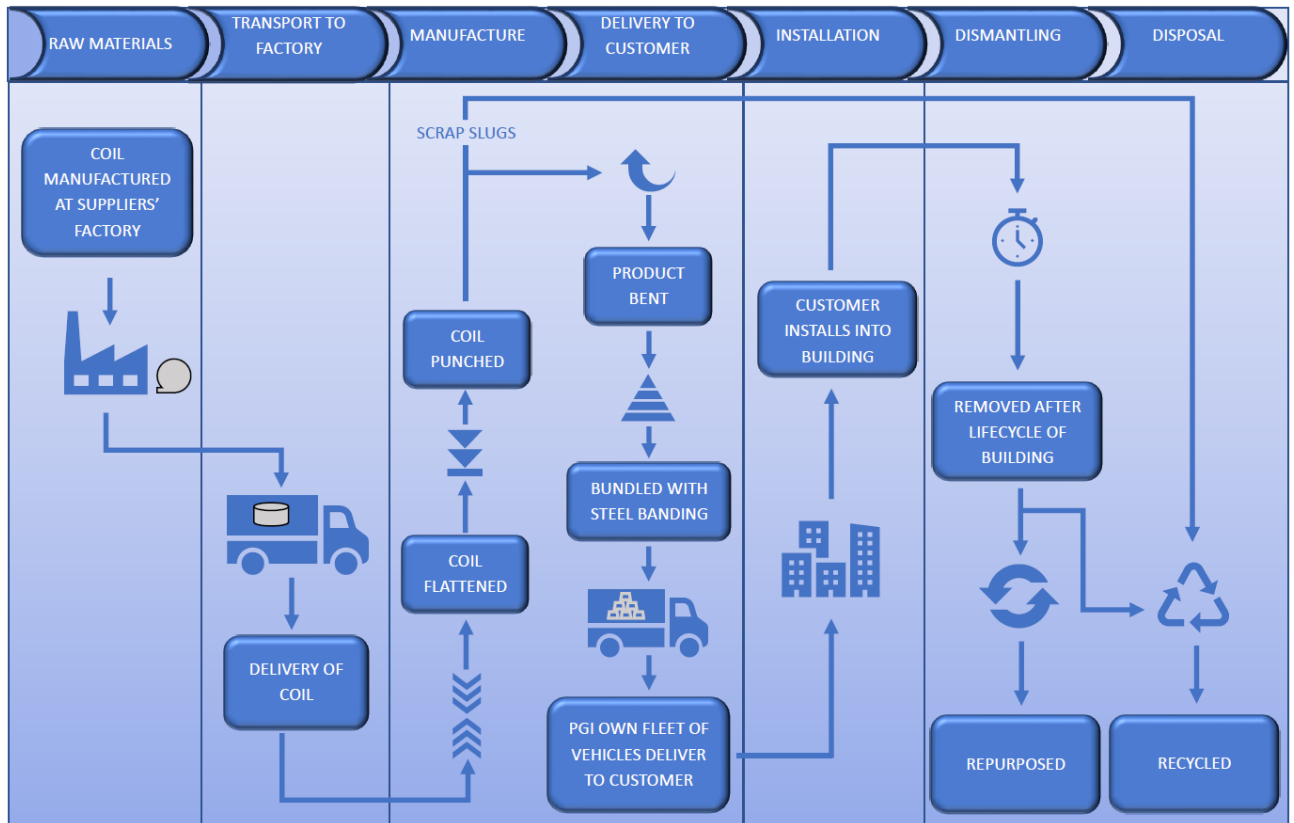 RAW MATERIALS
TRANSPORT TO
FACTORY
MANUFACTURE
DELIVERY TO
CUSTOMER
INSTALLATION
DISMANTLING
DISPOSAL
COIL
MANUFACTURED
AT SUPPLIERS’
FACTORY
DELIVERY OF
COIL
SCRAP SLUGS
COIL
PUNCHED
COIL
FLATTENED
PRODUCT
BENT
BUNDLED WITH
STEEL BANDING
PGI OWN FLEET OF
VEHICLES DELIVER
TO CUSTOMER
CUSTOMER
INSTALLS INTO
BUILDING
REMOVED AFTER
LIFECYCLE OF
BUILDING
REPURPOSED
RECYCLED